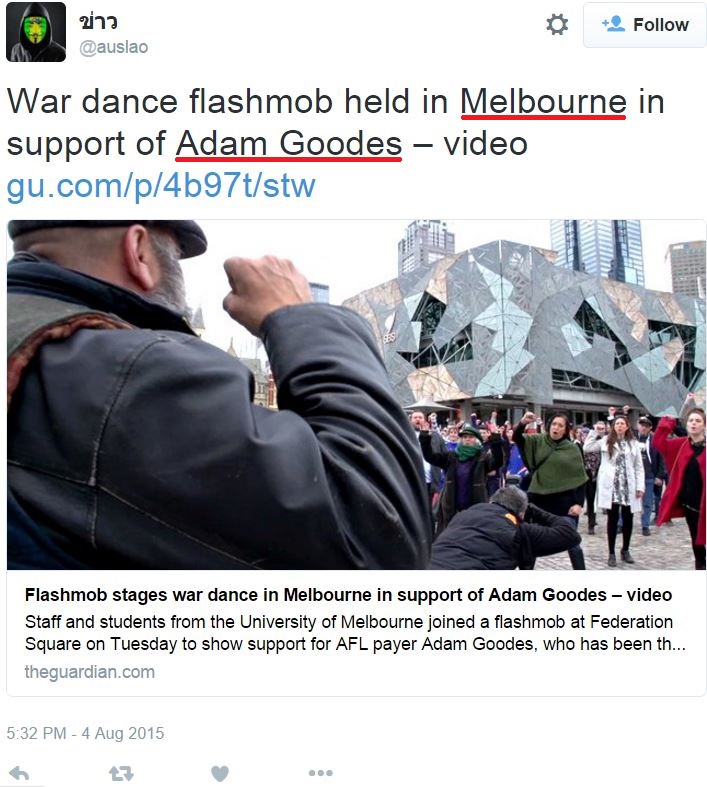 ข่าว
@auslao
Follow
War dance flashmob held in Melbourne in
support of Adam Goodes – video
gu.com/p/4b97t/stw
SBS
Flashmob stages war dance in Melbourne in support of Adam Goodes – video
Staff and students from the University of Melbourne joined a flashmob at Federation
Square on Tuesday to show support for AFL payer Adam Goodes, who has been th...
theguardian.com
5:32 PM - 4 Aug 2015